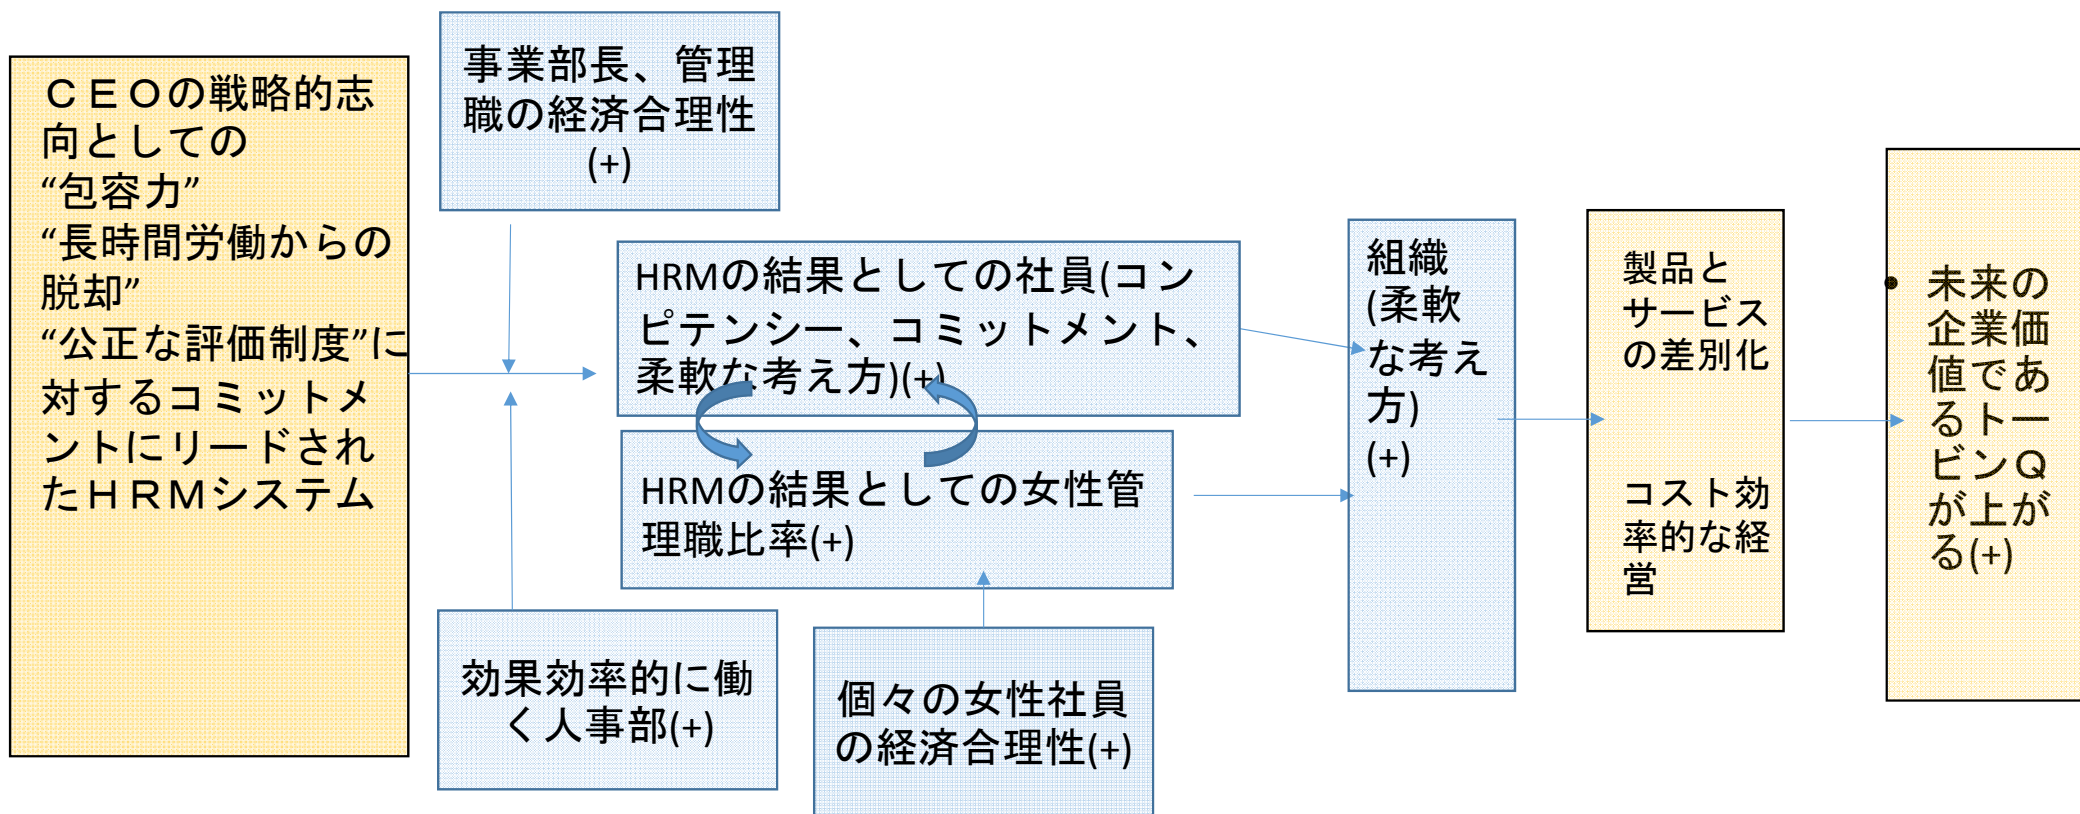 ＣＥＯの戦略的志
向としての
“包容力”
“長時間労働からの
脱却”
“公正な評価制度”に
対するコミットメ
ントにリードされ
たＨＲＭシステム
事業部長、管理
職の経済合理性
(+)
HRMの結果としての社員(コン
ピテンシー、コミットメント、
柔軟な考え方)(+)
HRMの結果としての女性管
理職比率(+)
効果効率的に働
く人事部(+)
個々の女性社員
の経済合理性(+)
組織
(柔軟
な考え
方)
(+)
製品と
サービス
の差別化
コスト効
率的な経
営
• 未来の
企業価
値であ
るトー
ビンＱ
が上が
る(+)